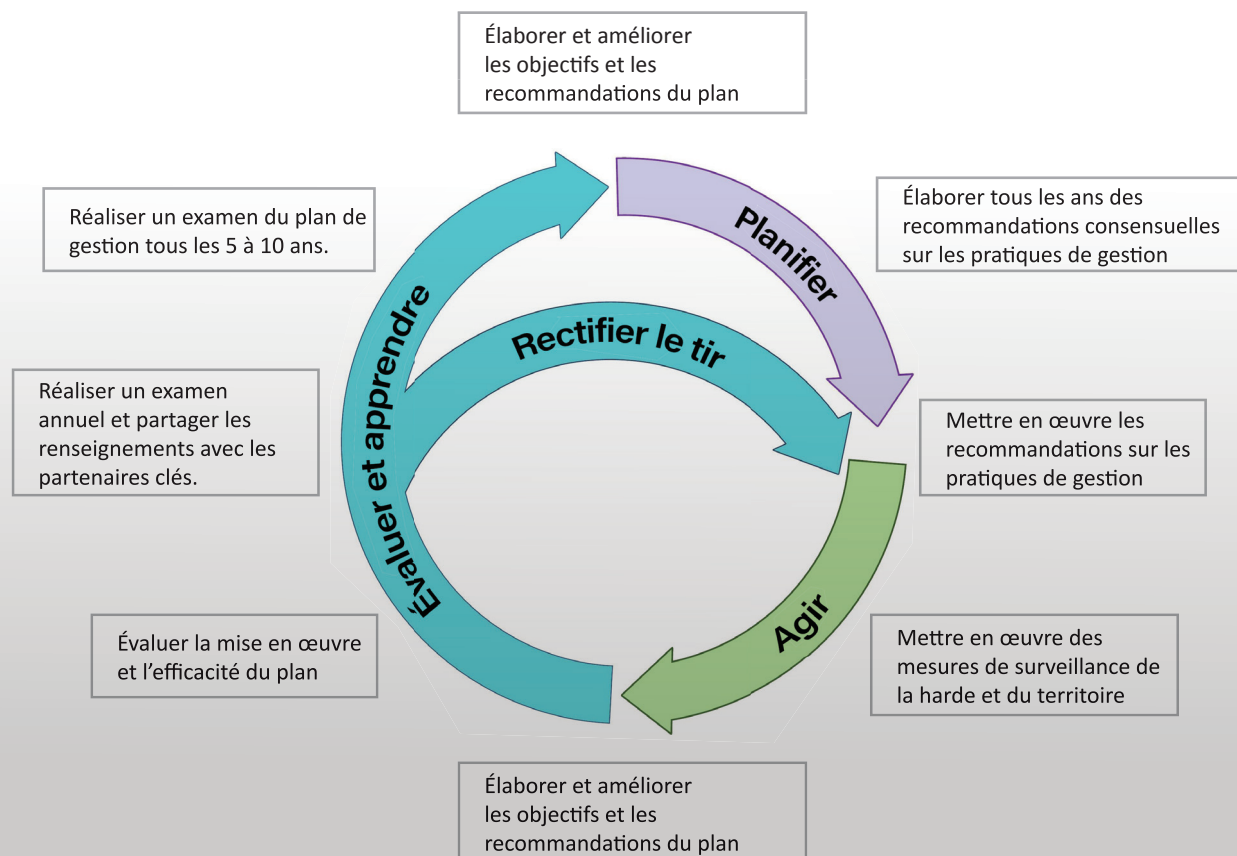 Élaborer et améliorer
les objectifs et les
recommandations du plan
Réaliser un examen du plan de
gestion tous les 5 à 10 ans.
Élaborer tous les ans des
recommandations consensuelles
sur les pratiques de gestion
Planifier
Rectifier le tir
Évaluer et apprendre
Réaliser un examen
annuel et partager les
renseignements avec les
partenaires clés.
Mettre en œuvre les
recommandations sur les
pratiques de gestion
Agir
Évaluer la mise en œuvre
et l’efficacité du plan
Mettre en œuvre des
mesures de surveillance de
la harde et du territoire
Élaborer et améliorer
les objectifs et les
recommandations du plan